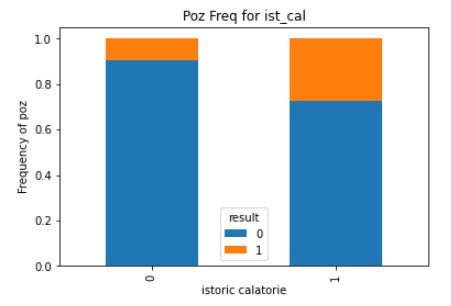 Poz Freq for ist_cal
Frequency of poz
1.0
0.8
0.6
0.4
0.2
0.0
result
0
1
0
1
istoric calatorie